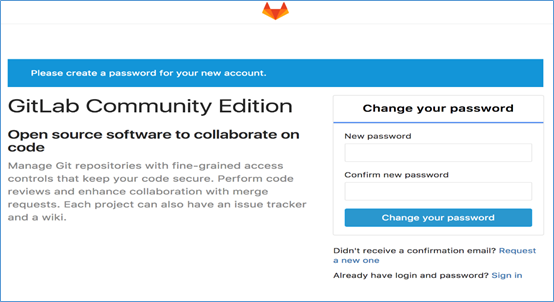 Please create a password for your new account.
GitLab Community Edition
Open source software to collaborate on
code
Manage Git repositories with fine-grained access
controls that keep your code secure. Perform code
reviews and enhance collaboration with merge
requests. Each project can also have an issue tracker
and a wiki.
Change your password
New password
Confirm new password
Change your password
Didn't receive a confirmation email? Request
a new one
Already have login and password? Sign in